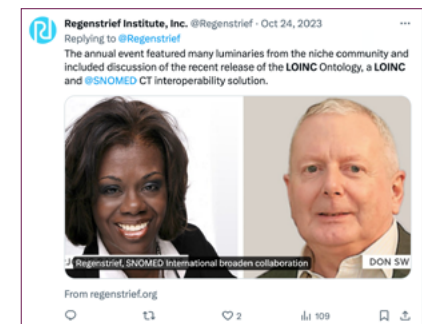 Regenstrief Institute, Inc. @Regenstrief · Oct 24, 2023
Replying to @Regenstrief
The annual event featured many luminaries from the niche community and
included discussion of the recent release of the LOINC Ontology, a LOINC
and @SNOMED CT interoperability solution.
Regenstrief, SNOMED International broaden collaboration
DON SW
From regenstrief.org
2
109